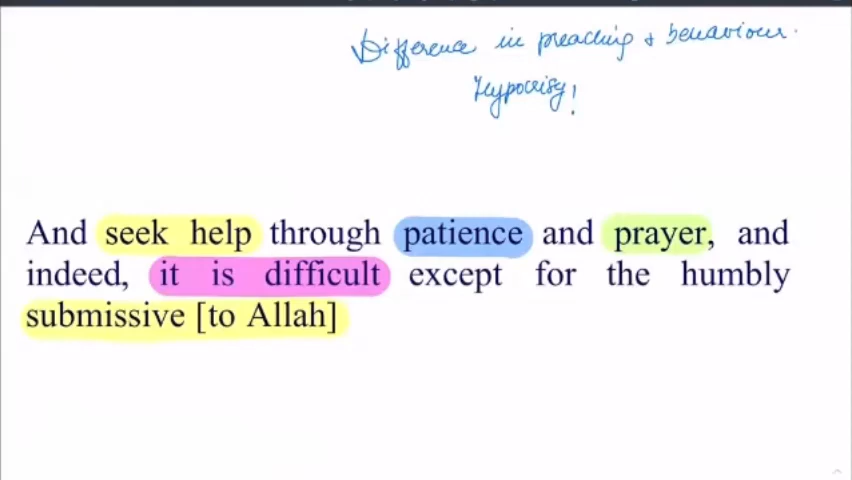 Difference in preaching & behaviour.
Hypocrisy!
And seek help through patience and prayer, and
indeed, it is difficult except for the humbly
submissive [to Allah]